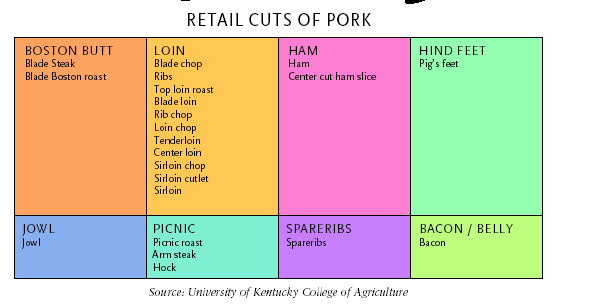 RETAIL CUTS OF PORK
BOSTON BUTT
Blade Steak
Blade Boston roast
LOIN
Blade chop
Ribs
Top loin roast
Blade loin
Rib chop
Loin chop
Tenderloin
Center loin
Sirloin chop
Sirloin cutlet
Sirloin
HAM
Ham
Center cut ham slice
HIND FEET
Pig's feet
JOWL
Jowl
PICNIC
Picnic roast
Arm steak
Hock
SPARERIBS
Spareribs
BACON / BELLY
Bacon
Source: University of Kentucky College of Agriculture